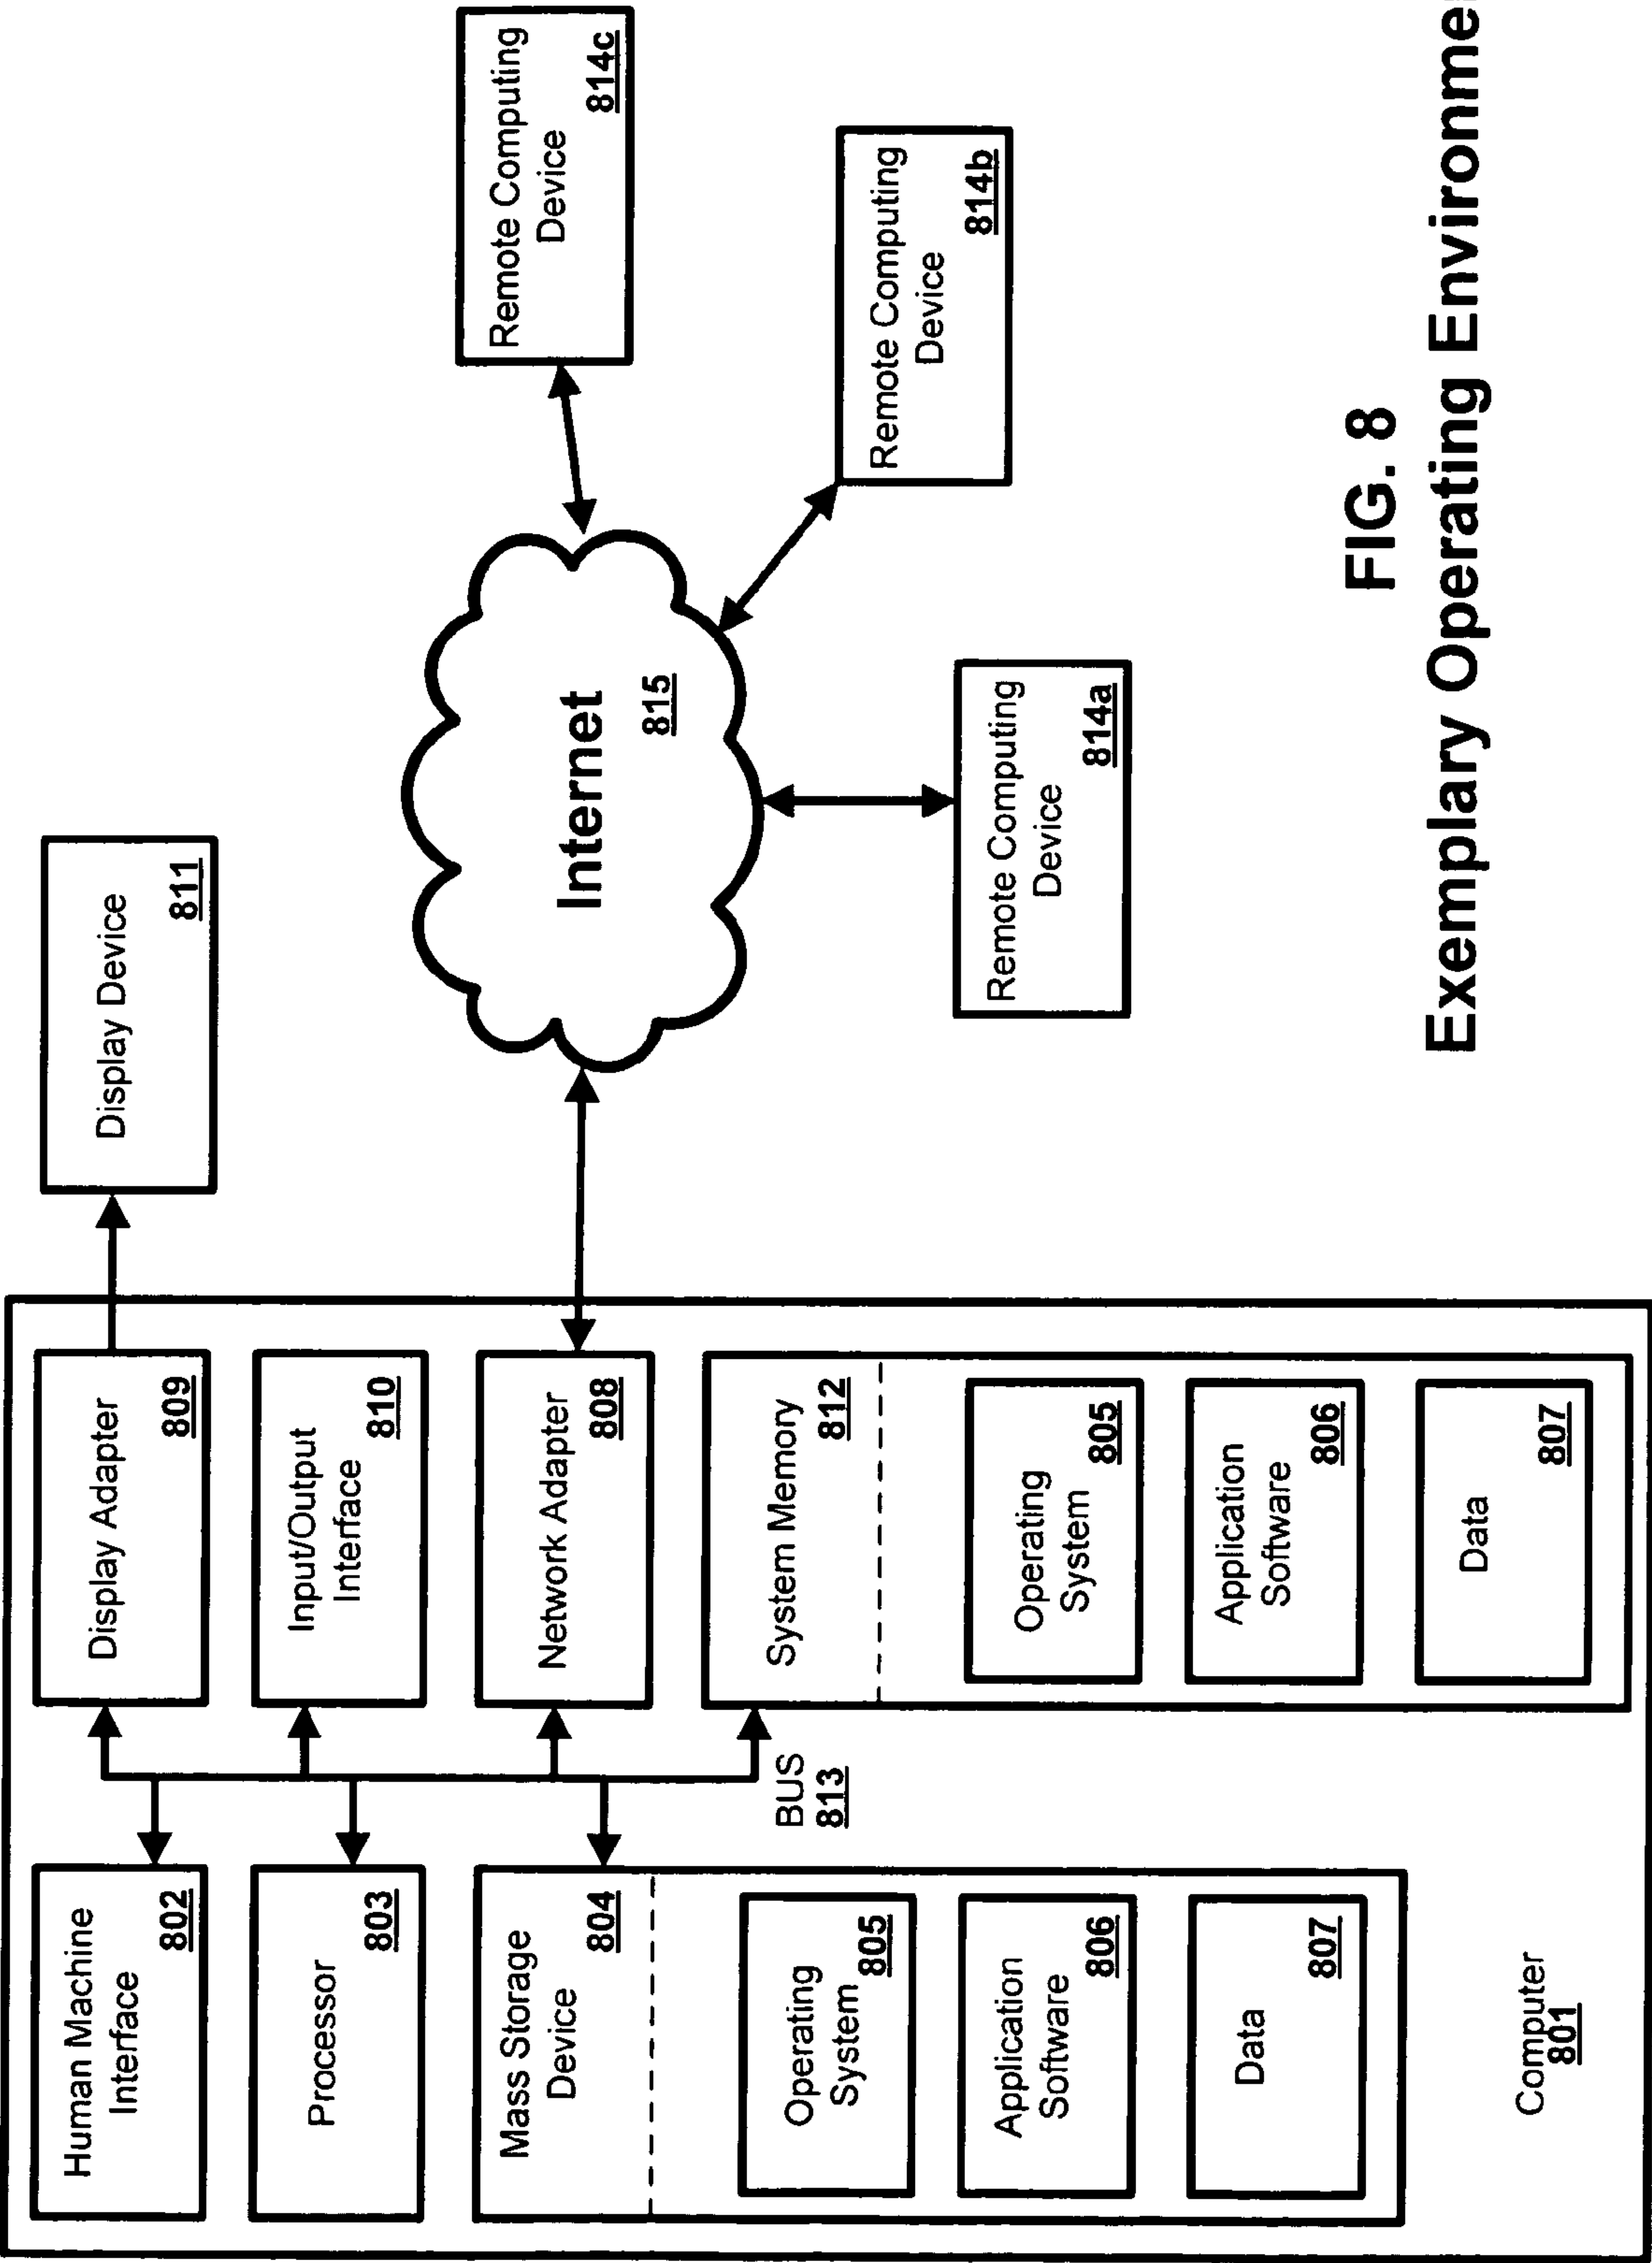 Human Machine
Interface
802
Processor
803
Mass Storage
Device
804
Operating
System
805
Application
Software
806
Data
807
Computer
801
BUS
813
Display Adapter
809
Input/Output
Interface
810
Network Adapter
808
System Memory
812
Operating
System
805
Application
Software
806
Data
807
Display Device
811
Internet
815
Remote Computing
Device
814a
Remote Computing
Device
814b
Remote Computing
Device
814c
FIG. 8
Exemplary Operating Environme